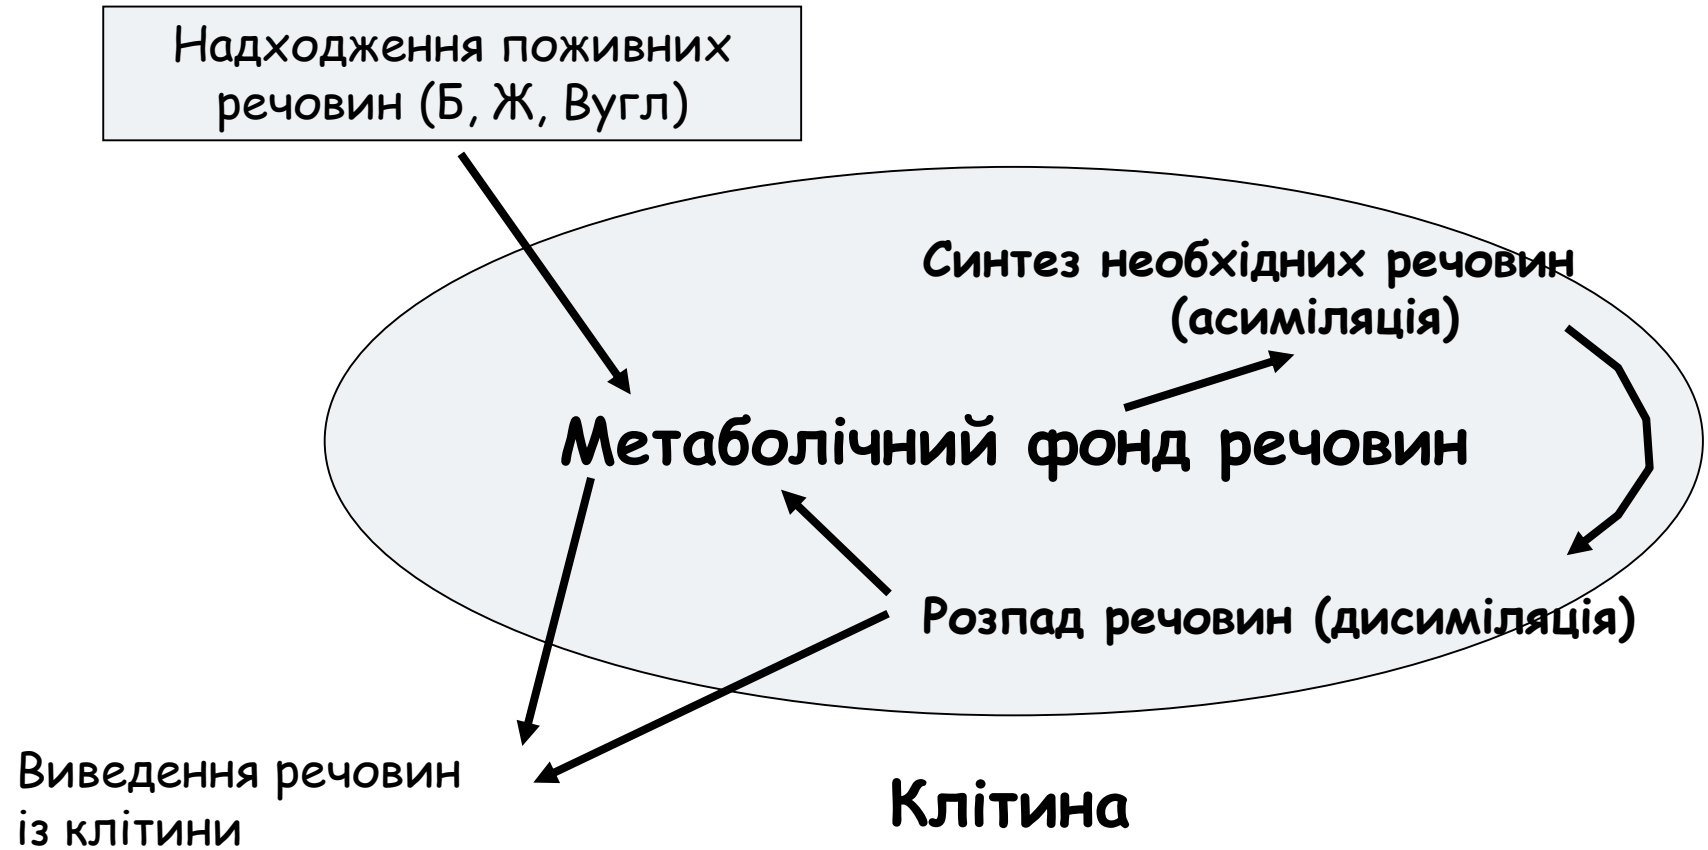 Надходження поживних
речовин (Б, Ж, Вугл)
Синтез необхідних речовин
(асиміляція)
Метаболічний фонд речовин
Розпад речовин (дисиміляція)
Виведення речовин
із клітини
Клітина